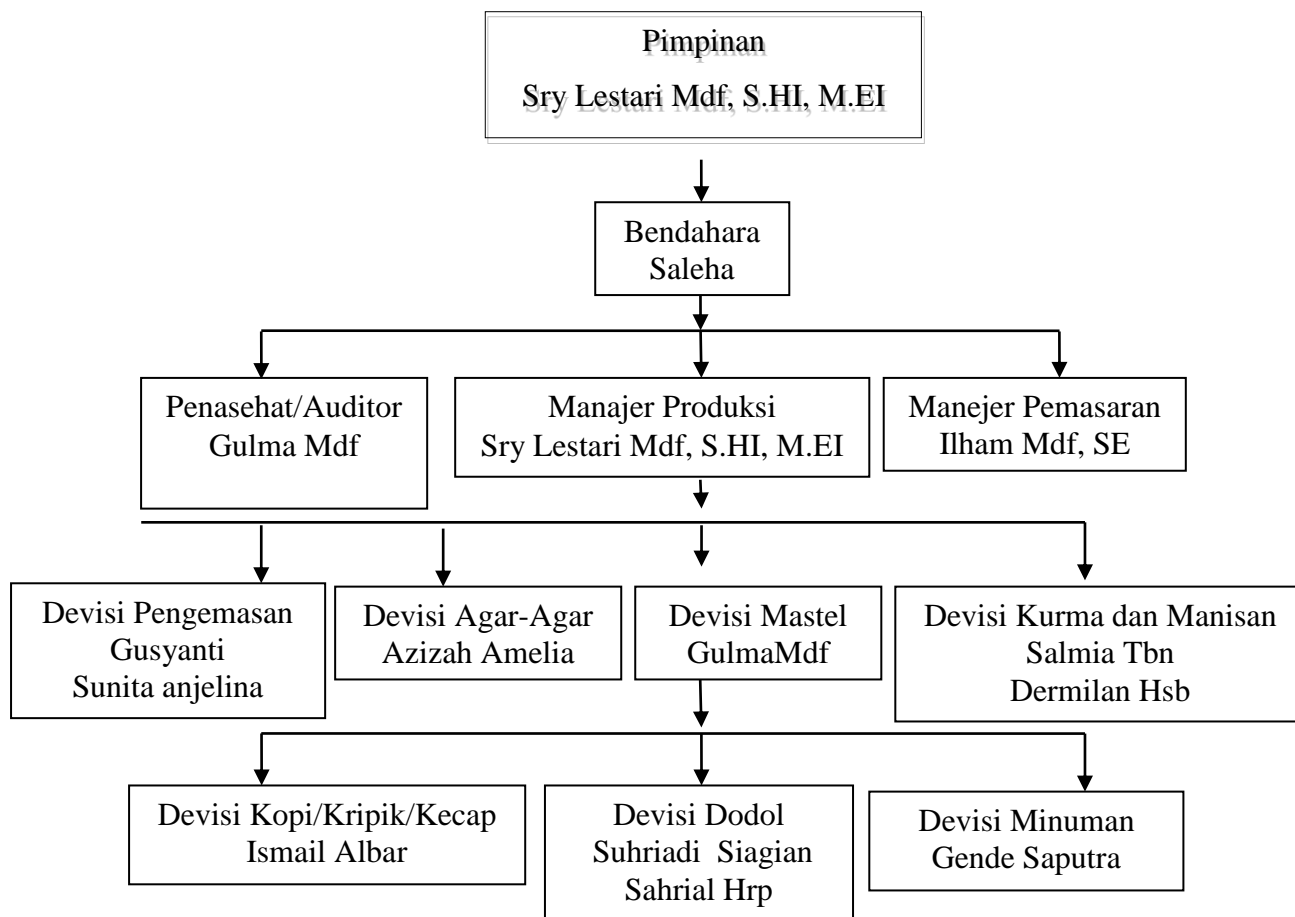 Pimpinan
Sry Lestari Mdf, S.HI, M.EI
Bendahara
Saleha
Penasehat/Auditor
Gulma Mdf
Manajer Produksi
Sry Lestari Mdf, S.HI, M.EI
Manejer Pemasaran
Ilham Mdf, SE
Devisi Pengemasan
Gusyanti
Sunita anjelina
Devisi Agar-Agar
Azizah Amelia
Devisi Mastel
GulmaMdf
Devisi Kurma dan Manisan
Salmia Tbn
Dermilan Hsb
Devisi Kopi/Kripik/Kecap
Ismail Albar
Devisi Dodol
Suhriadi  Siagian
Sahrial Hrp
Devisi Minuman
Gende Saputra